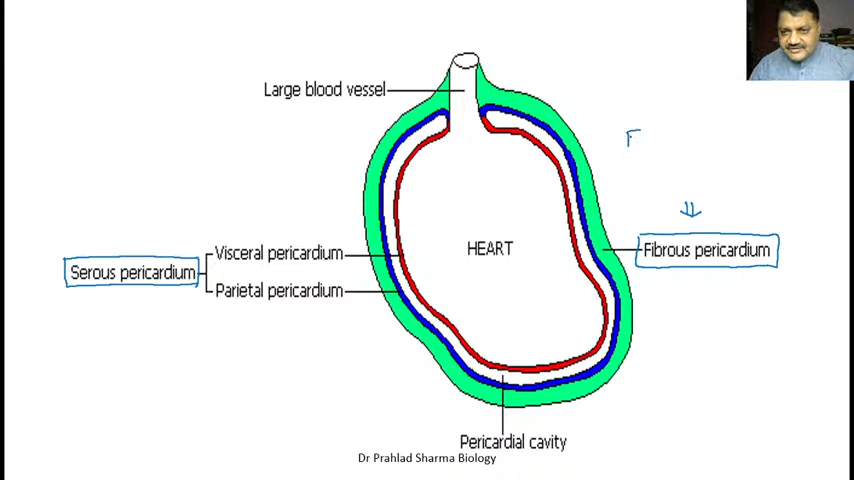 Large blood vessel
F
Fibrous pericardium
HEART
Visceral pericardium
Serous pericardium
Parietal pericardium
Pericardial cavity
Dr Prahlad Sharma Biology